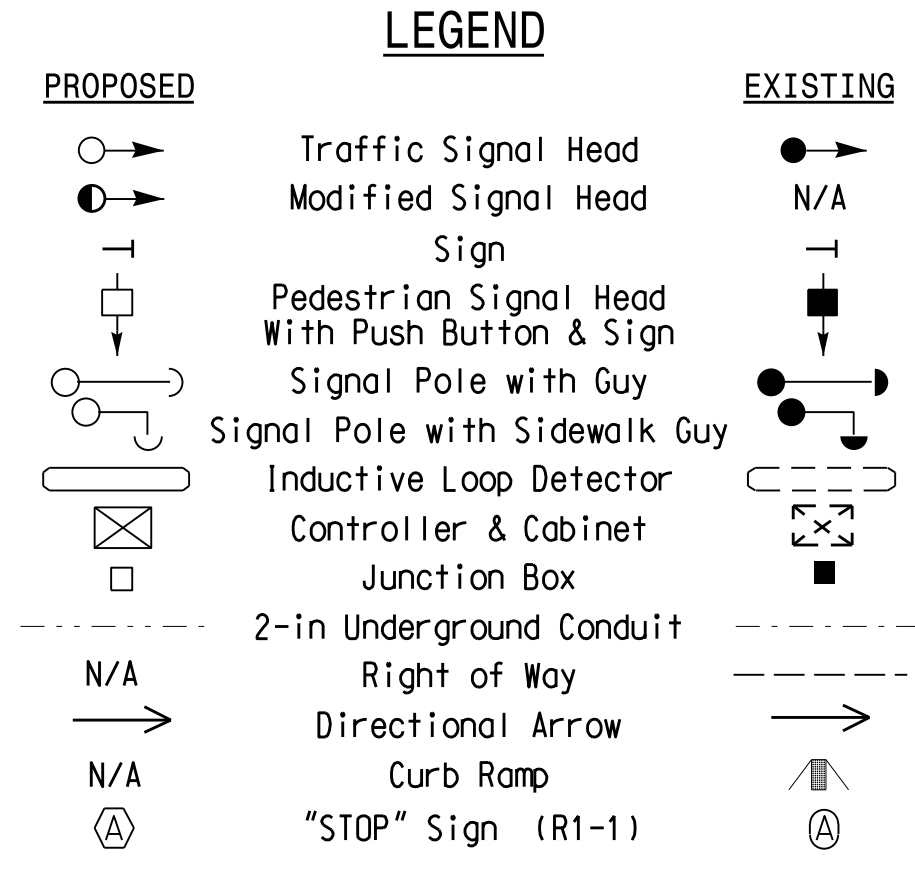 LEGEND
PROPOSED EXISTING
Traffic Signal Head
Modified Signal Head N/A
Sign
Pedestrian Signal Head
With Push Button & Sign
Signal Pole with Guy
Signal Pole with Sidewalk Guy
Inductive Loop Detector
Controller & Cabinet
Junction Box
2-in Underground Conduit
N/A Right of Way
Directional Arrow
N/A Curb Ramp
A "STOP" Sign (R1-1) A